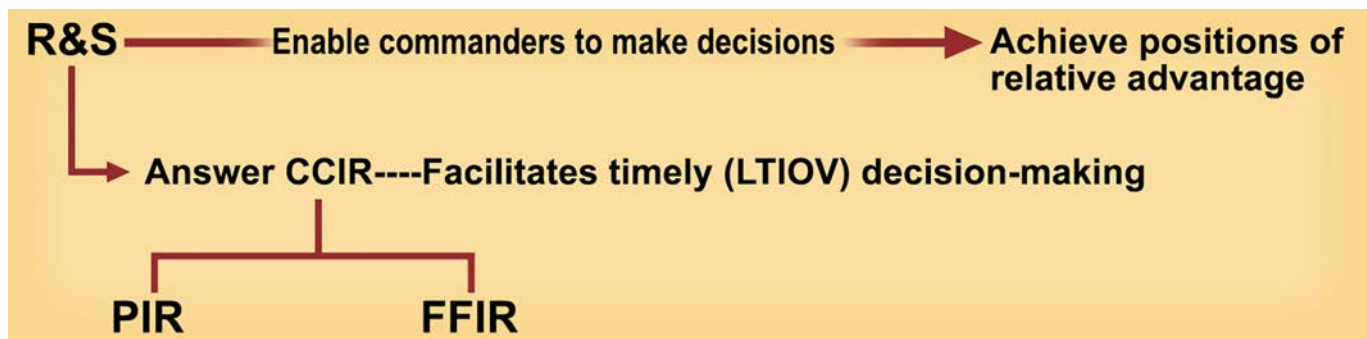 R&S Enable commanders to make decisions Achieve positions of
relative advantage
Answer CCIR----Facilitates timely (LTIOV) decision-making
PIR FFIR